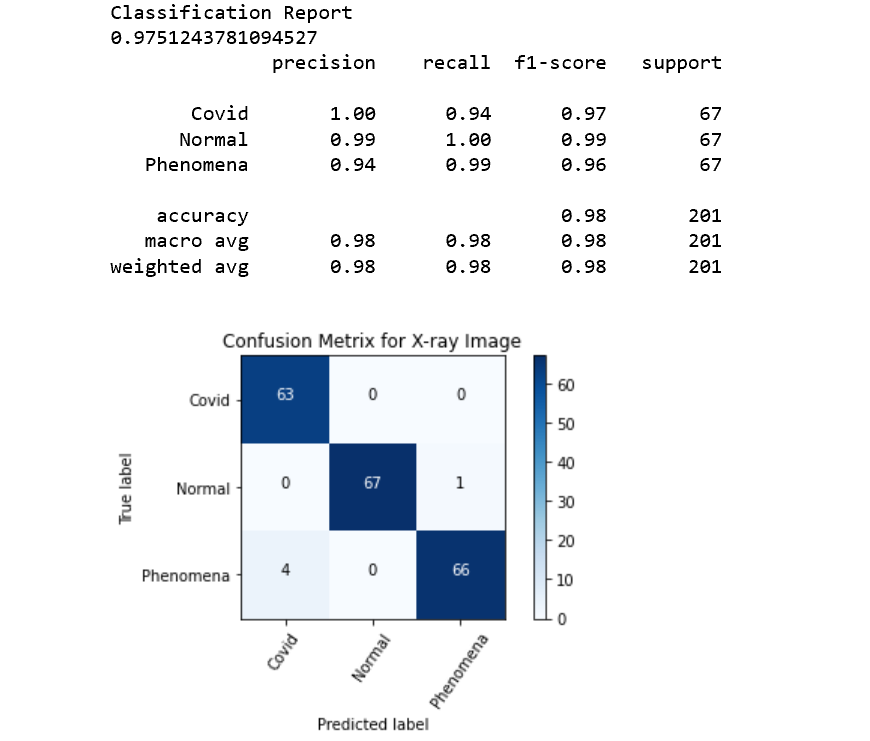 Classification Report
0.9751243781094527
precision recall f1-score support
Covid 1.00 0.94 0.97 67
Normal 0.99 1.00 0.99 67
Phenomena 0.94 0.99 0.96 67
accuracy 0.98 201
macro avg 0.98 0.98 0.98 201
weighted avg 0.98 0.98 0.98 201
Confusion Metrix for X-ray Image
True label
Covid 63 0 0
Normal 0 67 1
Phenomena 4 0 66
60
50
40
30
20
10
0
Covid Normal Phenomena
Predicted label